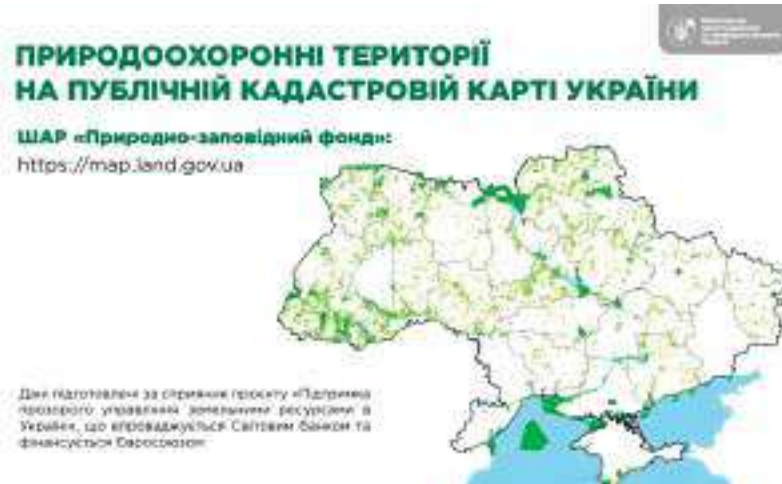 ПРИРОДООХОРОННІ ТЕРИТОРІЇ
НА ПУБЛІЧНІЙ КАДАСТРОВІЙ КАРТІ УКРАЇНИ
ШАР «Природно-заповідний фонд»:
https://map.land.gov.ua
Дані підготовлені за сприяння проєкту «Підтримка
прозорого управління земельними ресурсами в
Україні», що впроваджується Світовим банком та
фінансується Євросоюзом